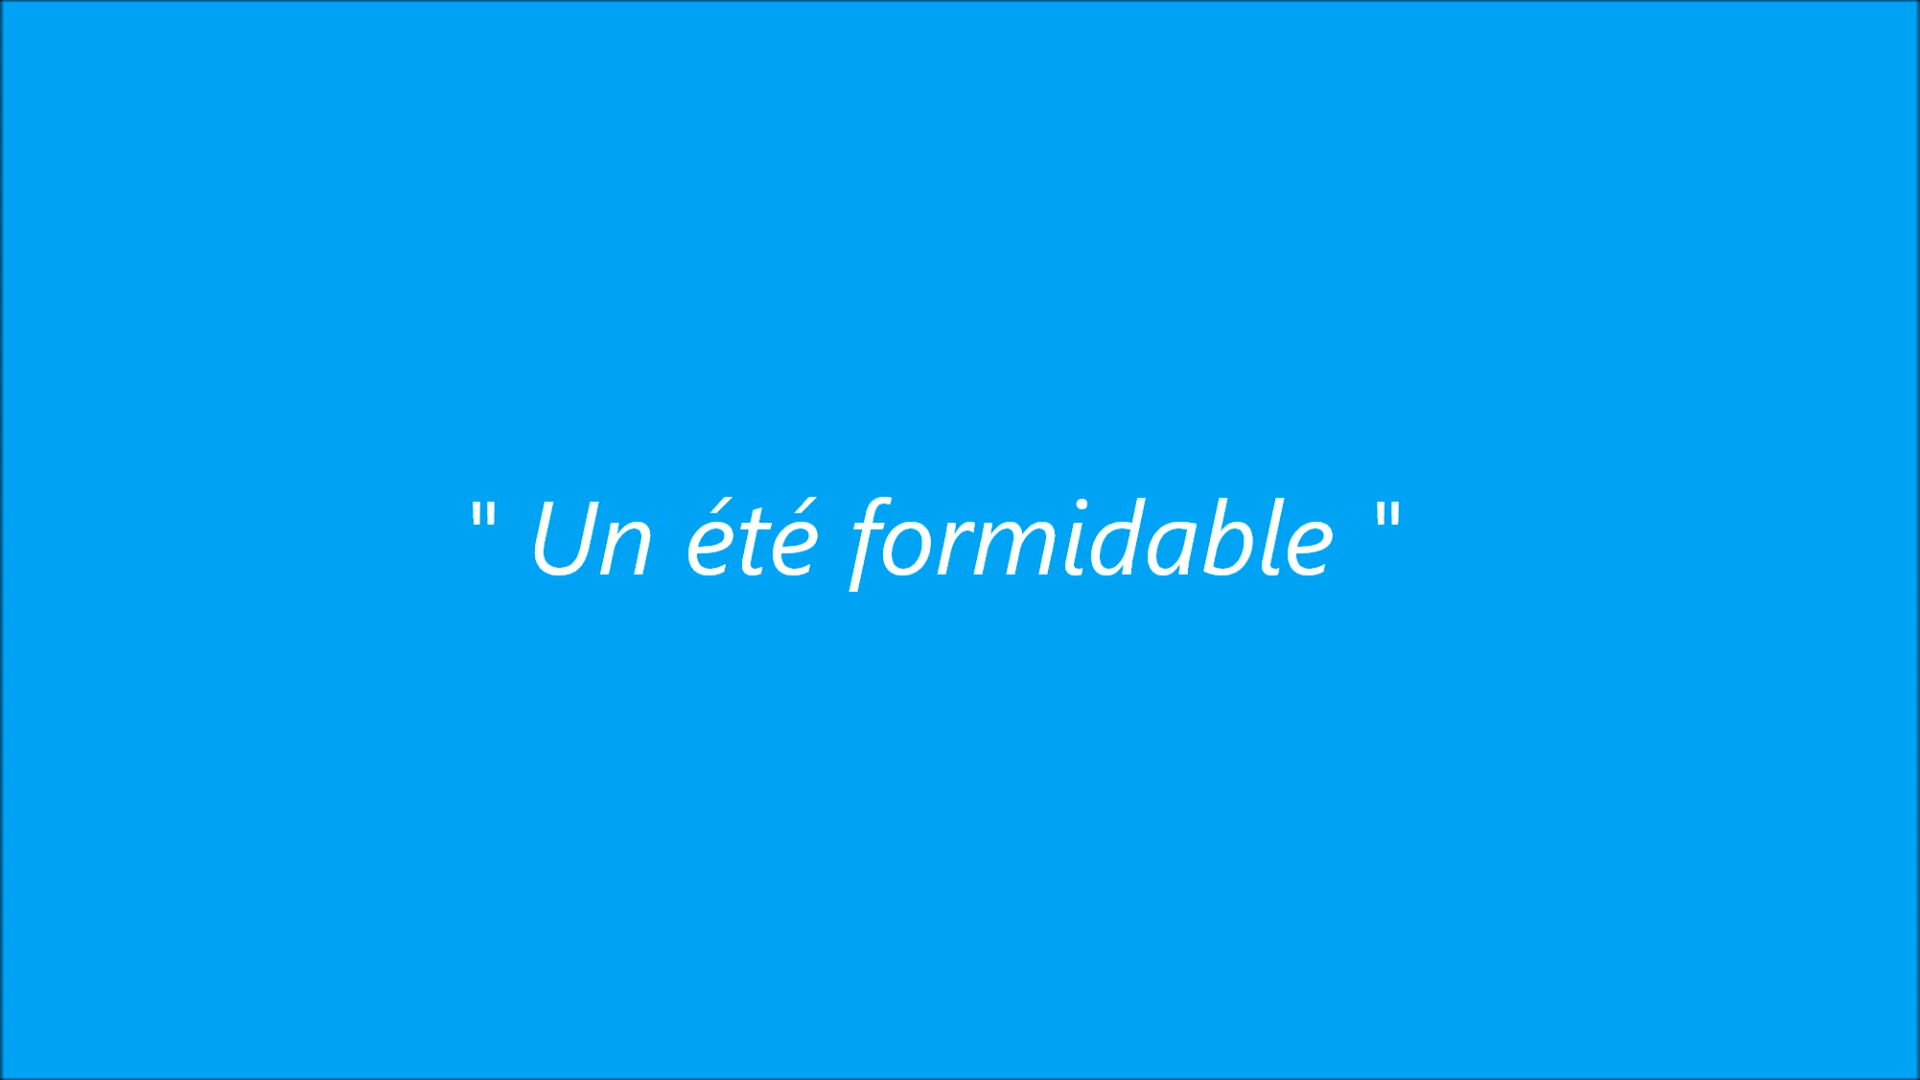 " Un été formidable "